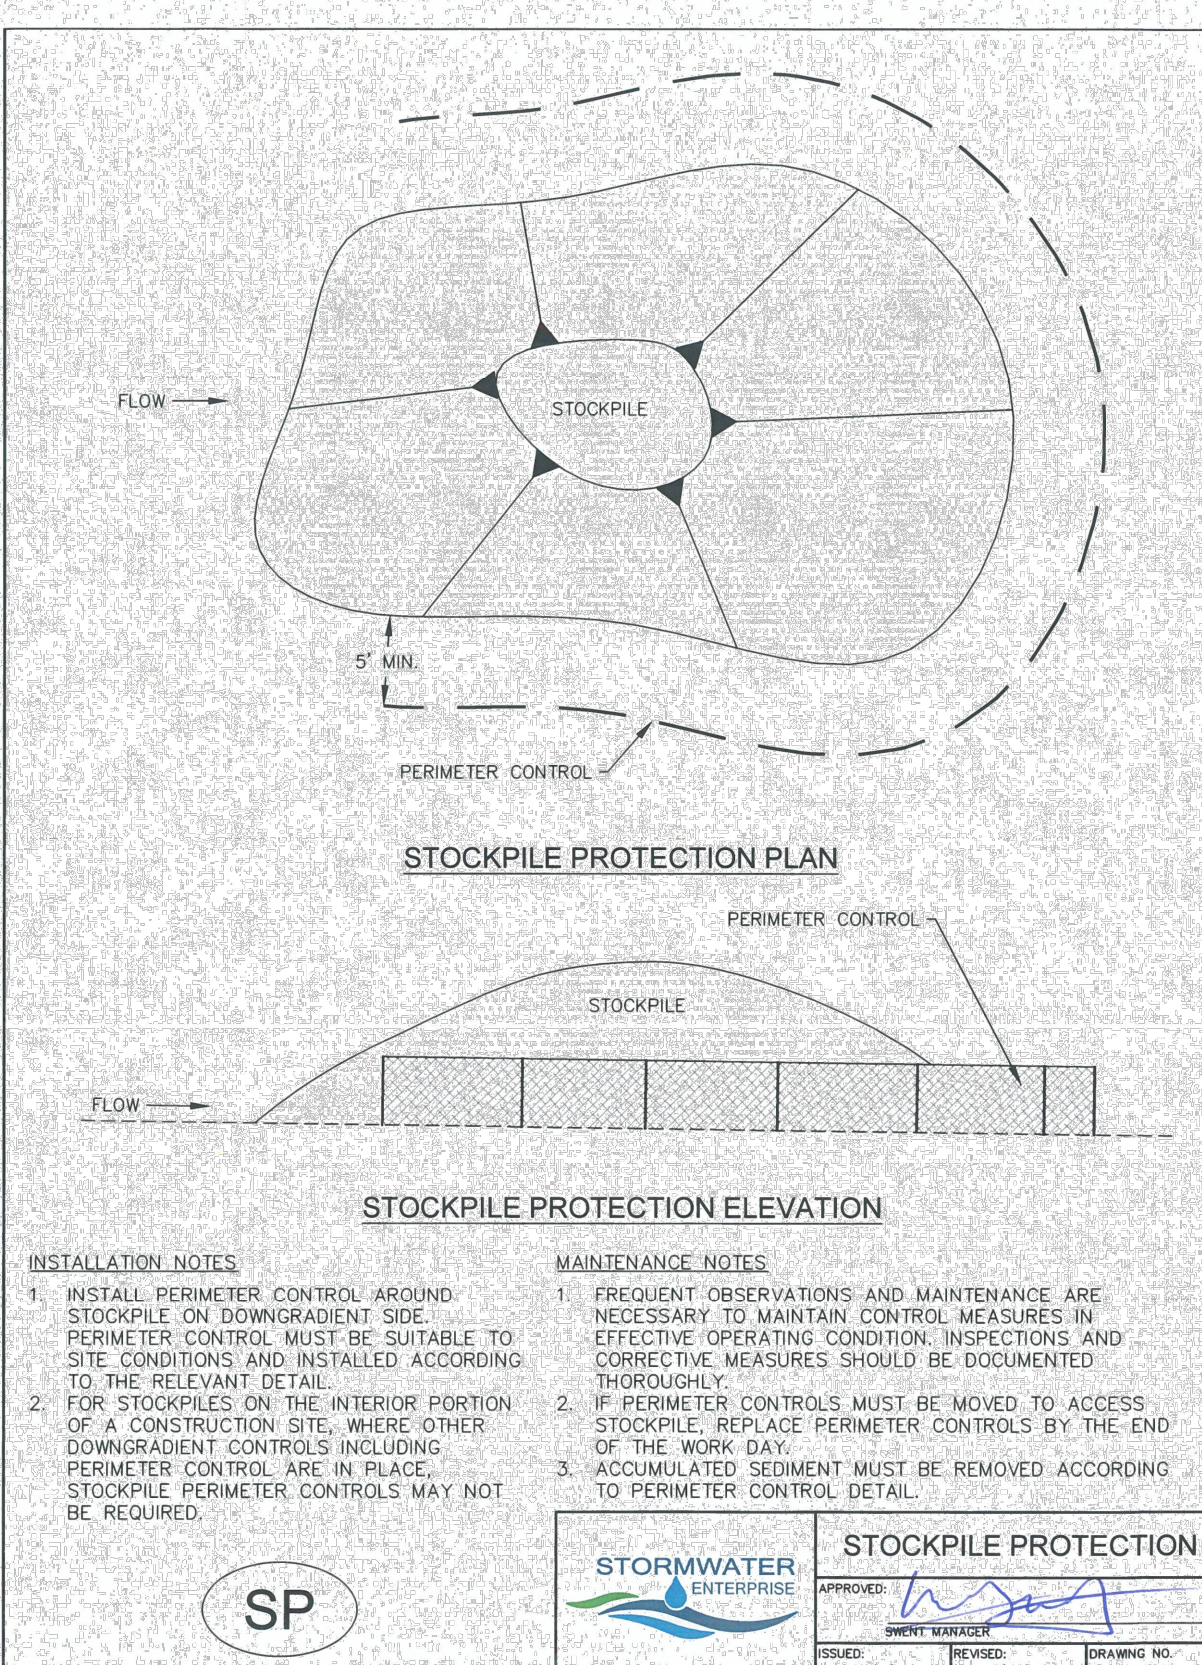 FLOW
STOCKPILE
5' MIN.
PERIMETER CONTROL
STOCKPILE PROTECTION PLAN
PERIMETER CONTROL
STOCKPILE
FLOW
STOCKPILE PROTECTION ELEVATION
INSTALLATION NOTES
1. INSTALL PERIMETER CONTROL AROUND
STOCKPILE ON DOWNGRADIENT SIDE.
PERIMETER CONTROL MUST BE SUITABLE TO
SITE CONDITIONS AND INSTALLED ACCORDING
TO THE RELEVANT DETAIL.
2. FOR STOCKPILES ON THE INTERIOR PORTION
OF A CONSTRUCTION SITE, WHERE OTHER
DOWNGRADIENT CONTROLS INCLUDING
PERIMETER CONTROL ARE IN PLACE,
STOCKPILE PERIMETER CONTROLS MAY NOT
BE REQUIRED.
MAINTENANCE NOTES
1. FREQUENT OBSERVATIONS AND MAINTENANCE ARE
NECESSARY TO MAINTAIN CONTROL MEASURES IN
EFFECTIVE OPERATING CONDITION. INSPECTIONS AND
CORRECTIVE MEASURES SHOULD BE DOCUMENTED
THOROUGHLY.
2. IF PERIMETER CONTROLS MUST BE MOVED TO ACCESS
STOCKPILE, REPLACE PERIMETER CONTROLS BY THE END
OF THE WORK DAY.
3. ACCUMULATED SEDIMENT MUST BE REMOVED ACCORDING
TO PERIMETER CONTROL DETAIL.
SP
STORMWATER
ENTERPRISE
STOCKPILE PROTECTION
APPROVED:
SWENT MANAGER
ISSUED:
REVISED:
DRAWING NO.